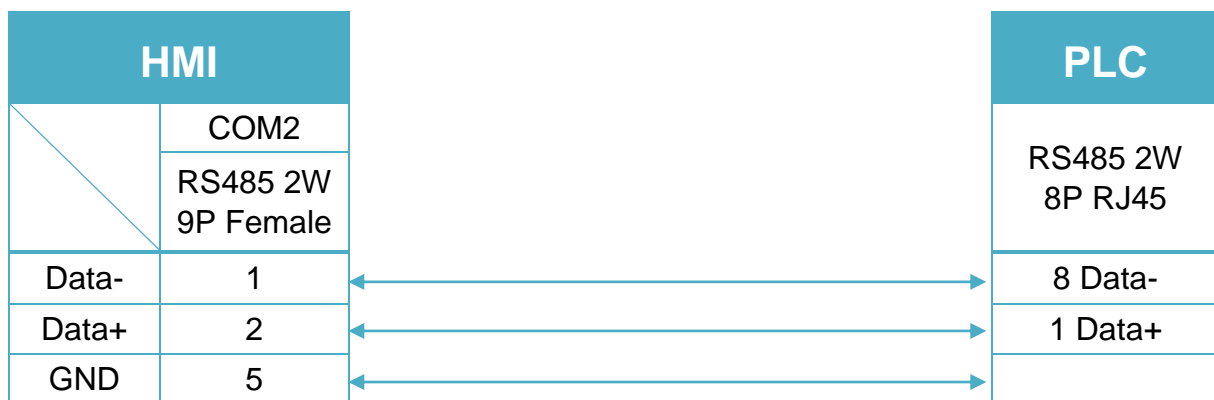 HMI PLC
COM2
RS485 2W
9P Female
RS485 2W
8P RJ45
Data- 1 8 Data-
Data+ 2 1 Data+
GND 5